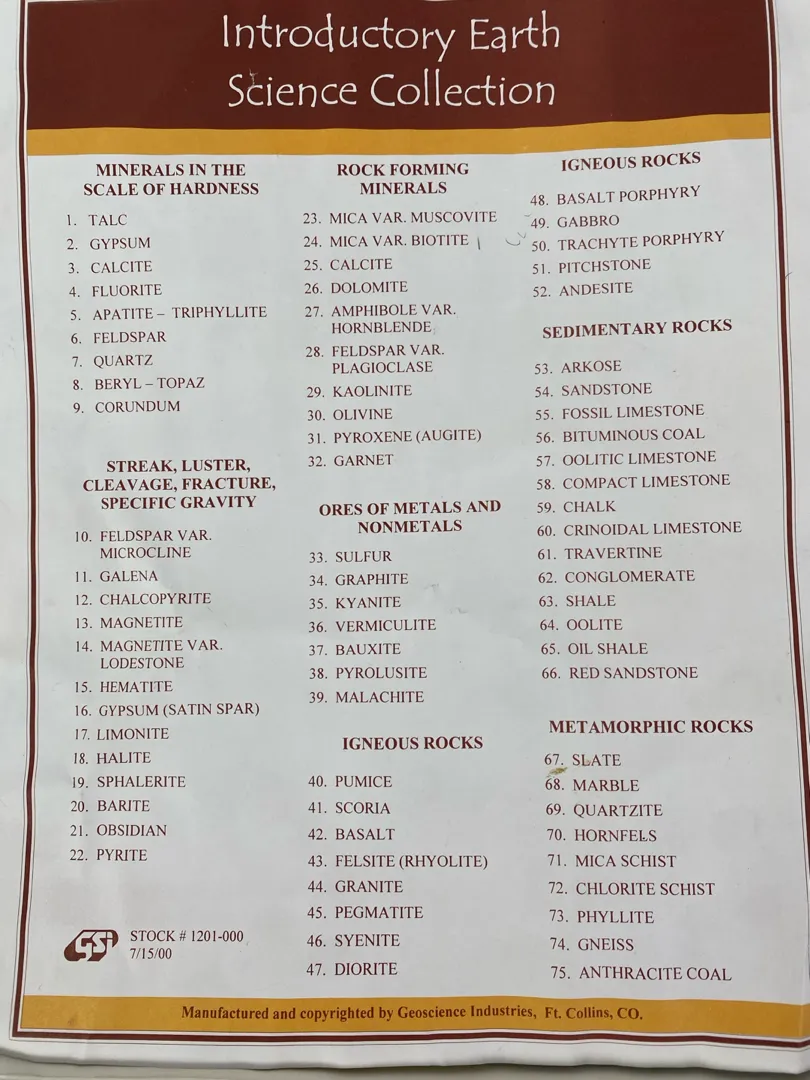 Introductory Earth
Science Collection
MINERALS IN THE
SCALE OF HARDNESS
1. TALC
2. GYPSUM
3. CALCITE
4. FLUORITE
5. APATITE – TRIPHYLLITE
6. FELDSPAR
7. QUARTZ
8. BERYL – TOPAZ
9. CORUNDUM
STREAK, LUSTER,
CLEAVAGE, FRACTURE,
SPECIFIC GRAVITY
10. FELDSPAR VAR.
MICROCLINE
11. GALENA
12. CHALCOPYRITE
13. MAGNETITE
14. MAGNETITE VAR.
LODESTONE
15. HEMATITE
16. GYPSUM (SATIN SPAR)
17. LIMONITE
18. HALITE
19. SPHALERITE
20. BARITE
21. OBSIDIAN
22. PYRITE
GSi
STOCK # 1201-000
7/15/00
ROCK FORMING
MINERALS
23. MICA VAR. MUSCOVITE
24. MICA VAR. BIOTITE
25. CALCITE
26. DOLOMITE
27. AMPHIBOLE VAR.
HORNBLENDE
28. FELDSPAR VAR.
PLAGIOCLASE
29. KAOLINITE
30. OLIVINE
31. PYROXENE (AUGITE)
32. GARNET
ORES OF METALS AND
NONMETALS
33. SULFUR
34. GRAPHITE
35. KYANITE
36. VERMICULITE
37. BAUXITE
38. PYROLUSITE
39. MALACHITE
IGNEOUS ROCKS
40. PUMICE
41. SCORIA
42. BASALT
43. FELSITE (RHYOLITE)
44. GRANITE
45. PEGMATITE
46. SYENITE
47. DIORITE
IGNEOUS ROCKS
48. BASALT PORPHYRY
49. GABBRO
50. TRACHYTE PORPHYRY
51. PITCHSTONE
52. ANDESITE
SEDIMENTARY ROCKS
53. ARKOSE
54. SANDSTONE
55. FOSSIL LIMESTONE
56. BITUMINOUS COAL
57. OOLITIC LIMESTONE
58. COMPACT LIMESTONE
59. CHALK
60. CRINOIDAL LIMESTONE
61. TRAVERTINE
62. CONGLOMERATE
63. SHALE
64. OOLITE
65. OIL SHALE
66. RED SANDSTONE
METAMORPHIC ROCKS
67. SLATE
68. MARBLE
69. QUARTZITE
70. HORNFELS
71. MICA SCHIST
72. CHLORITE SCHIST
73. PHYLLITE
74. GNEISS
75. ANTHRACITE COAL
Manufactured and copyrighted by Geoscience Industries, Ft. Collins, CO.